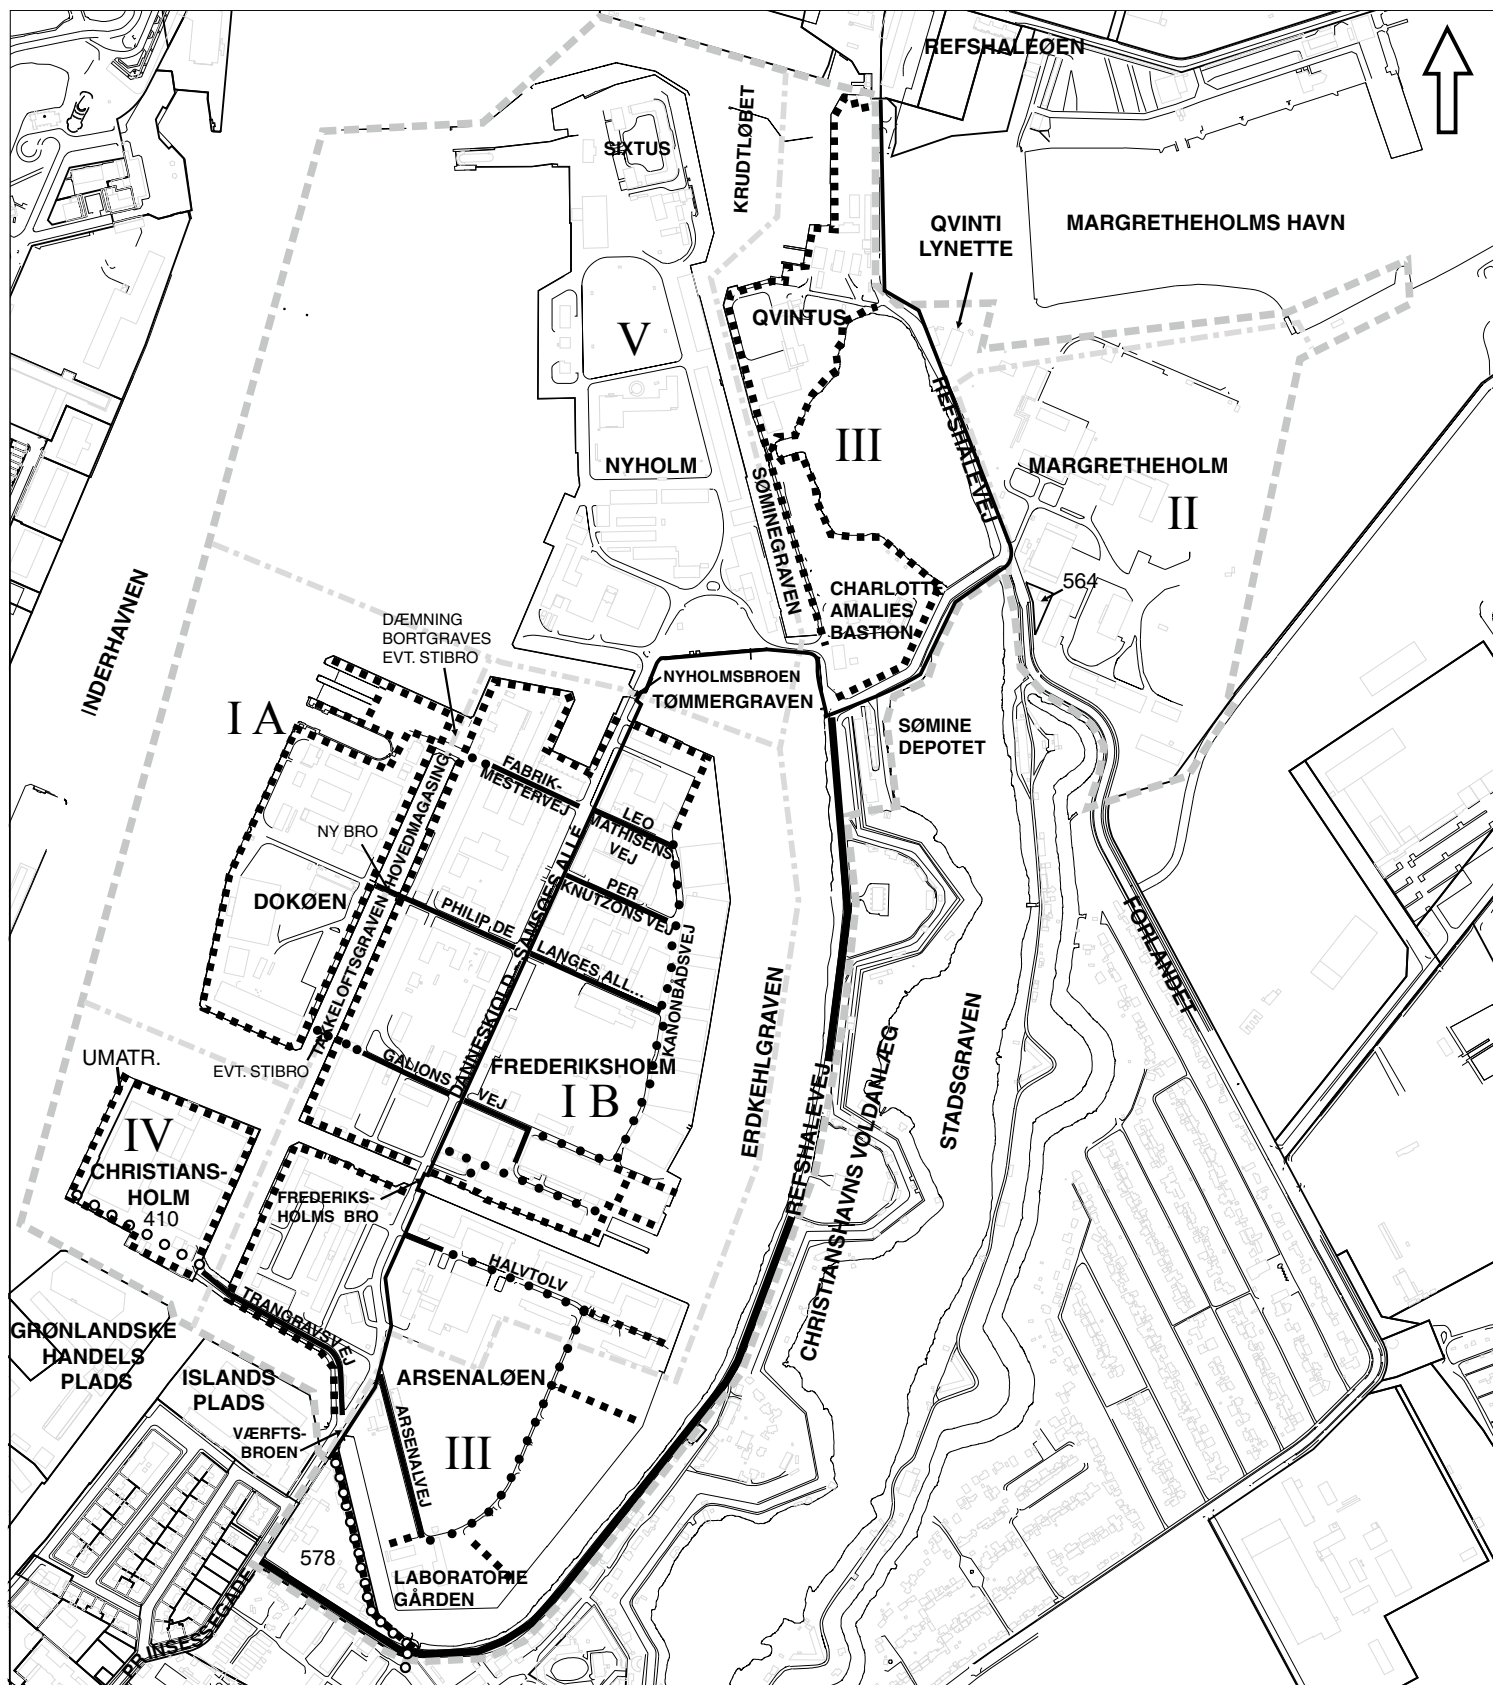 REFSHALEØEN
KRUDTLØBET
SIXTUS
QVINTI
LYNETTE
MARGRETHEHOLMS HAVN
QVINTUS
V
III
REFSHALEVEJ
NYHOLM
MARGRETHEHOLM
II
SØMINEGRAVEN
564
INDERHAVNEN
CHARLOTTE
AMALIES
BASTION
DÆMNING
BORTGRAVES
EVT. STIBRO
NYHOLMSBROEN
TØMMERGRAVEN
I A
SØMINE
DEPOTET
FABRIK-
MESTERVEJ
HOVEDMAGASING
LEO
MATHISENS
VEJ
NY BRO
PER
KNUTZONS VEJ
DOKØEN
PHILIP DE
LANGES ALL...
DANNESKIOLD - SAMSØES ALLE
TAKKELOFTSGRAVEN
KANONBÅDSVEJ
ERDKEHLGRAVEN
FORLANDET
STADSGRAVEN
UMATR.
EVT. STIBRO
GALIONS
VEJ
FREDERIKSHOLM
I B
REFSHALEVEJ
CHRISTIANSHAVNS VOLDANLÆG
IV
CHRISTIANS-
HOLM
410
FREDERIKS-
HOLMS BRO
HALVTOLV
TRANGRAVSVEJ
GRØNLANDSKE
HANDELS
PLADS
ISLANDS
PLADS
ARSENALØEN
VÆRFTS-
BROEN
ARSENALVEJ
III
578
LABORATORIE
GÅRDEN
PRINSESSEGADE